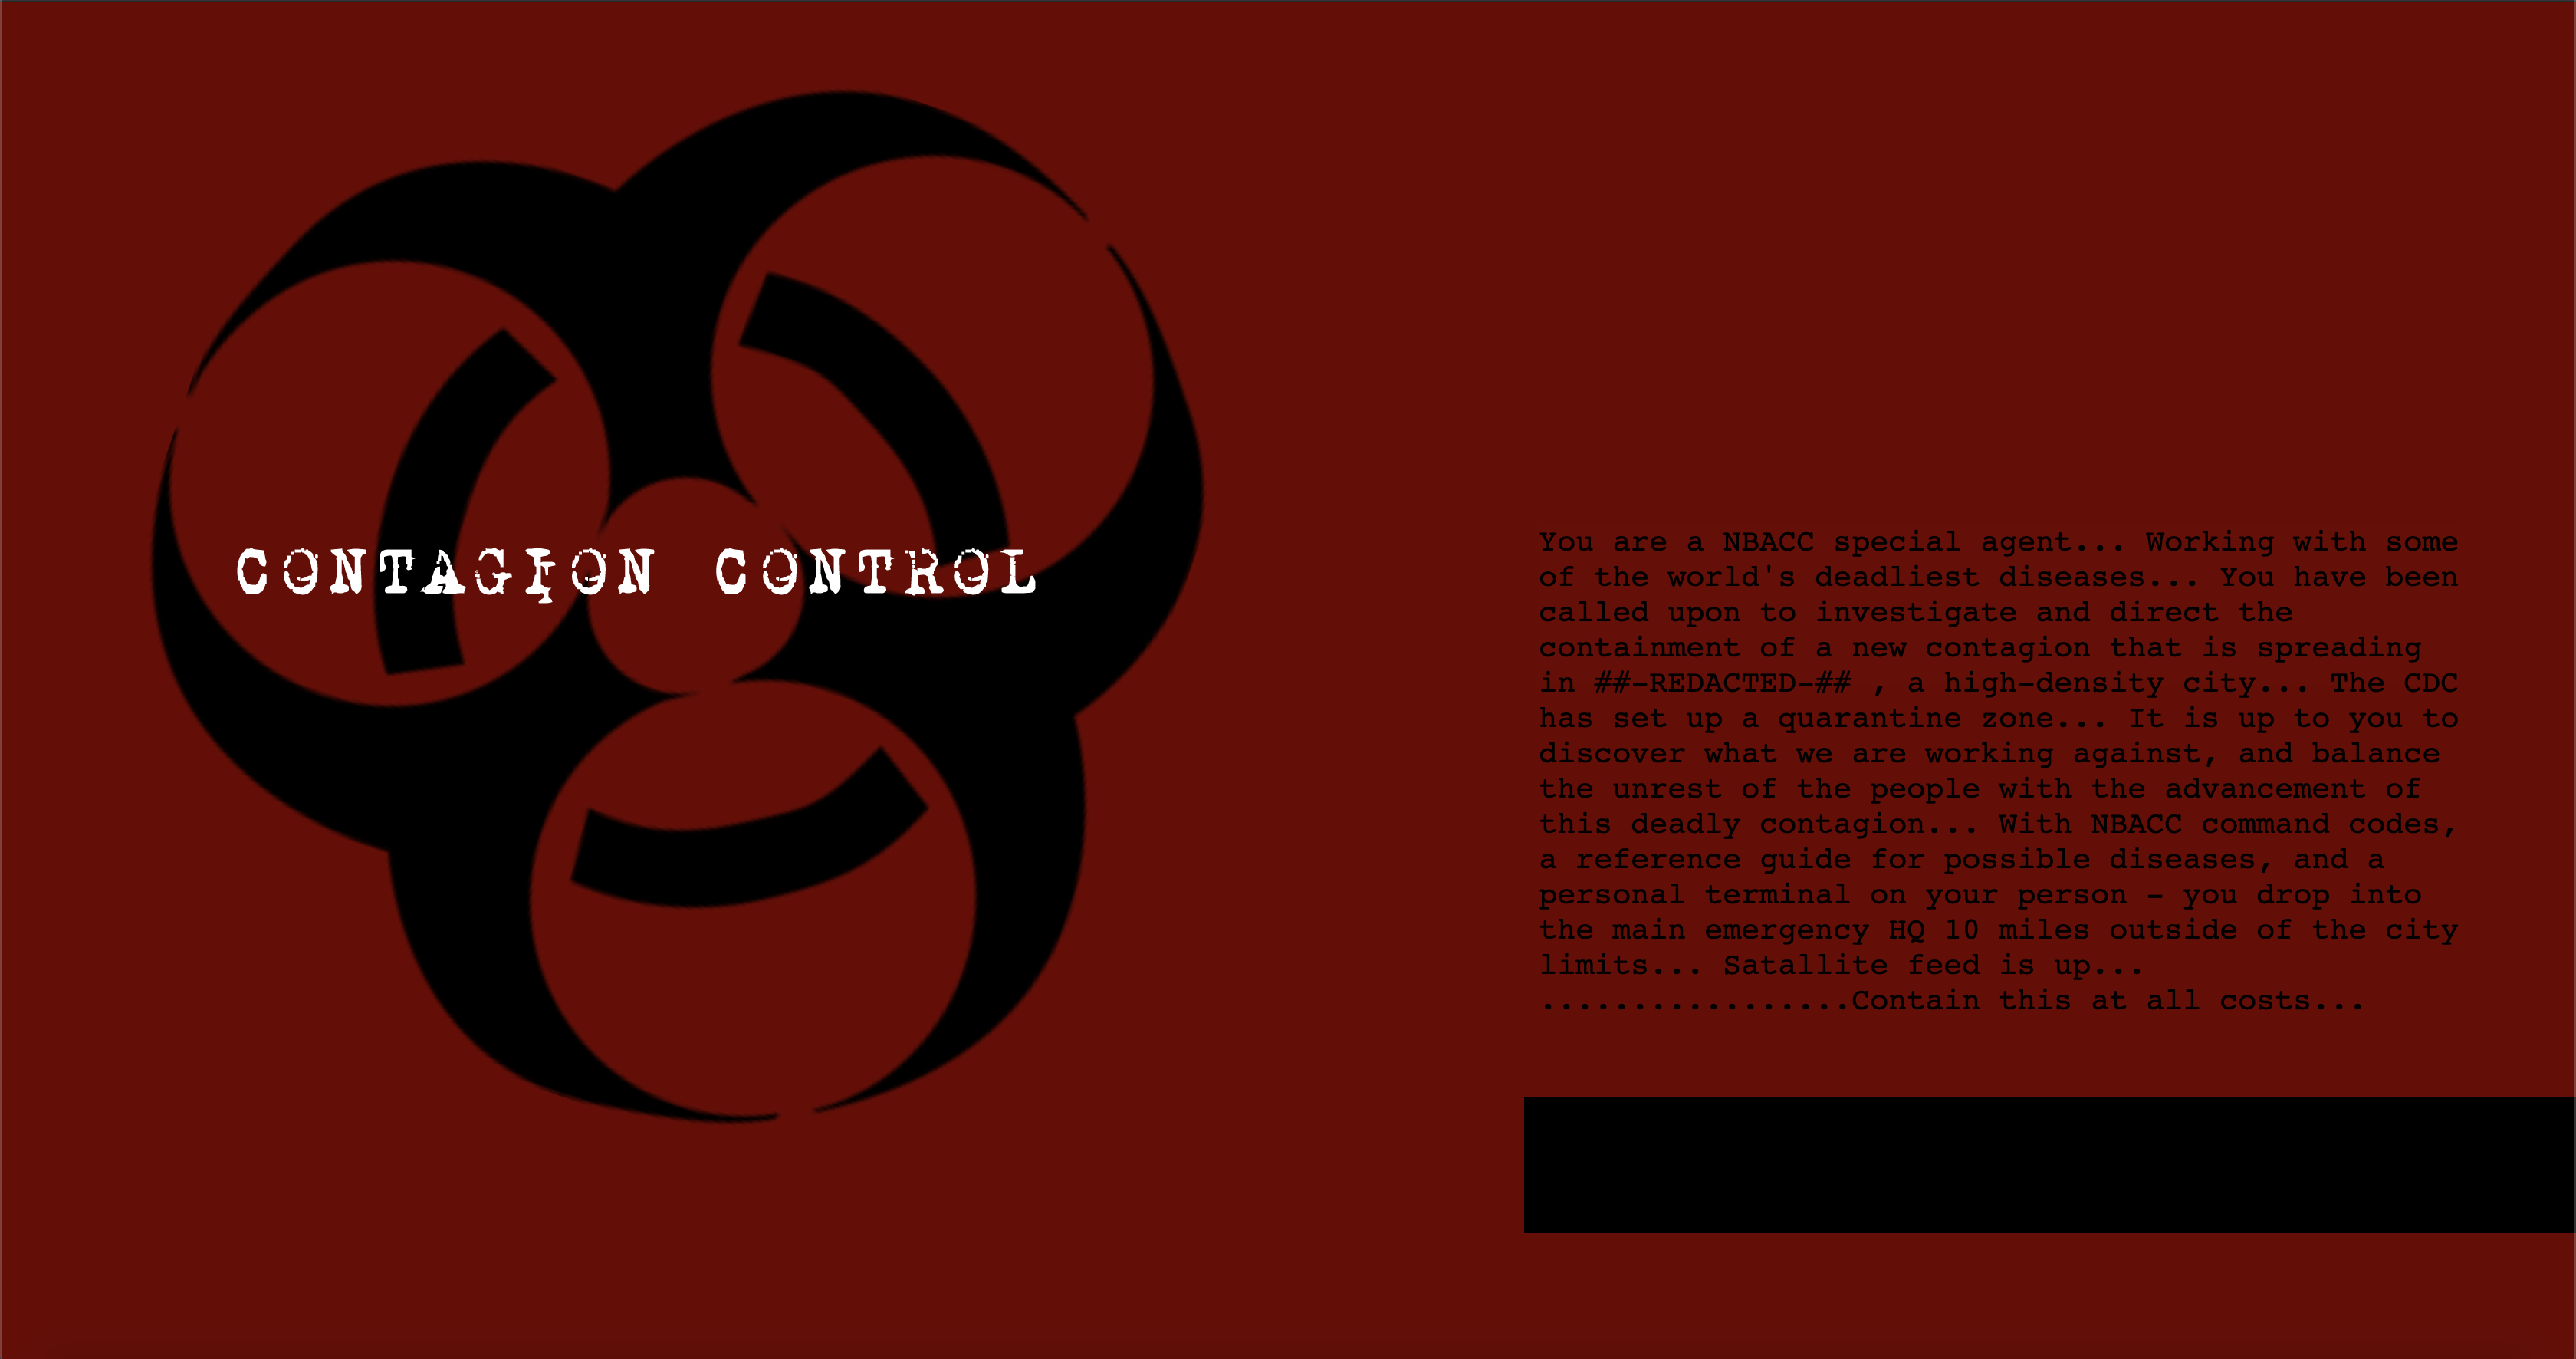 CONTAGION CONTROL
You are a NBACC special agent... Working with some
of the world's deadliest diseases... You have been
called upon to investigate and direct the
containment of a new contagion that is spreading
in ##-REDACTED-## , a high-density city... The CDC
has set up a quarantine zone... It is up to you to
discover what we are working against, and balance
the unrest of the people with the advancement of
this deadly contagion... With NBACC command codes,
a reference guide for possible diseases, and a
personal terminal on your person - you drop into
the main emergency HQ 10 miles outside of the city
limits... Satallite feed is up...
.................Contain this at all costs...